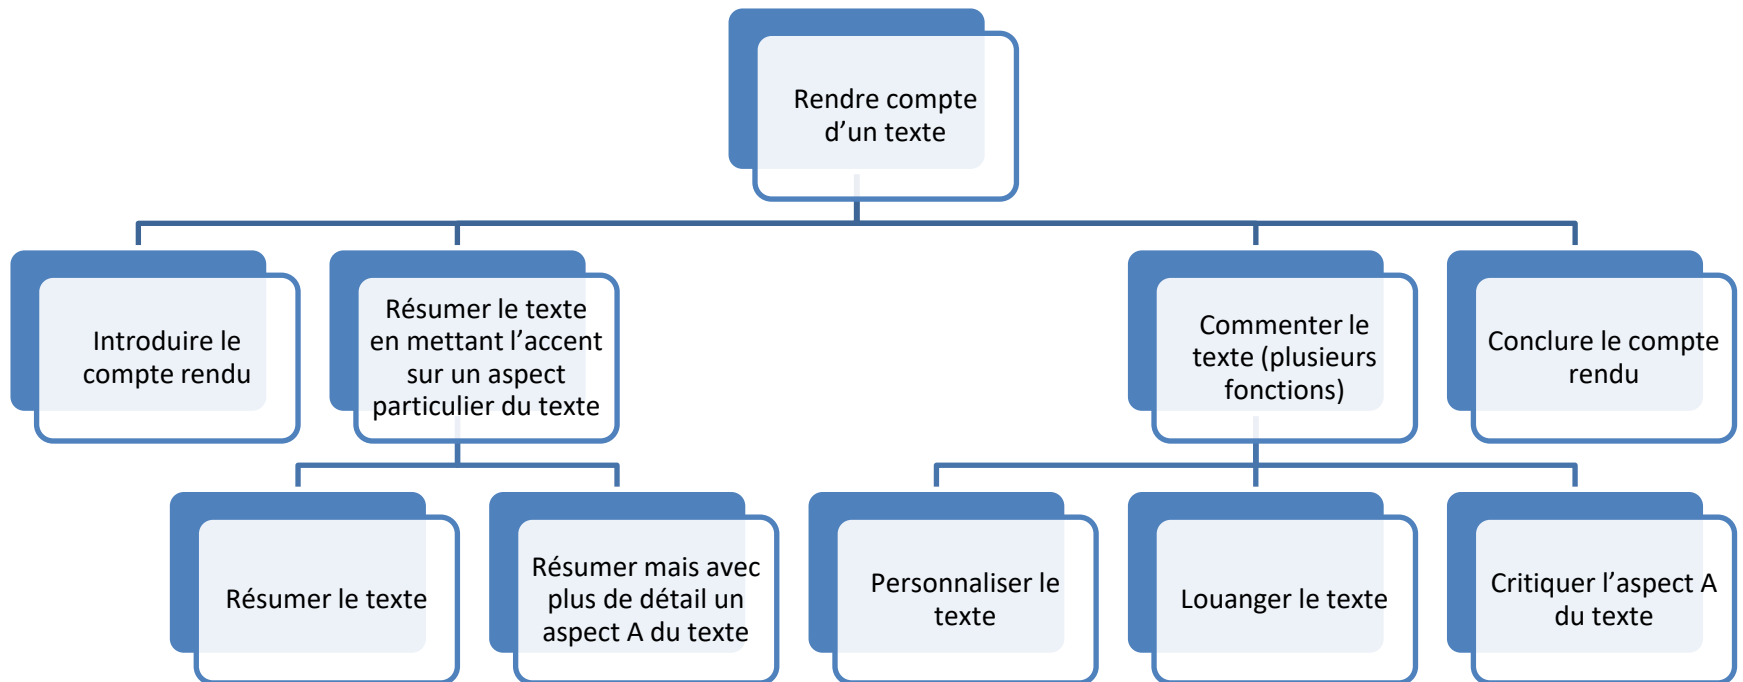 Rendre compte
d’un texte
Introduire le
compte rendu
Résumer le texte
en mettant l’accent
sur un aspect
particulier du texte
Commenter le
texte (plusieurs
fonctions)
Conclure le compte
rendu
Résumer le texte
Résumer mais avec
plus de détail un
aspect A du texte
Personnaliser le
texte
Louanger le texte
Critiquer l’aspect A
du texte